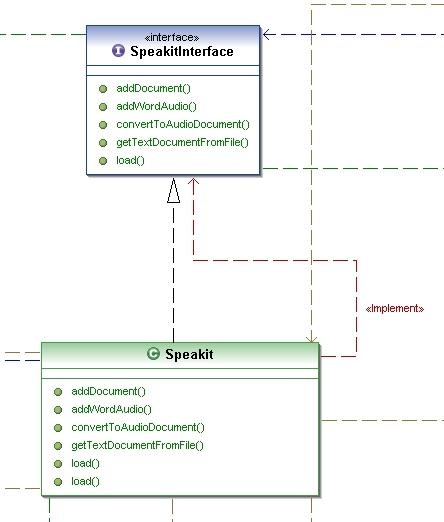 «interface»
I SpeakitInterface
addDocument()
addWordAudio()
convertToAudioDocument()
getTextDocumentFromFile()
load()
«Implement»
C Speakit
addDocument()
addWordAudio()
convertToAudioDocument()
getTextDocumentFromFile()
load()
load()